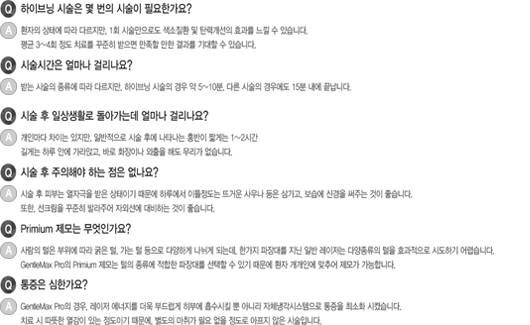 Q 하이브닝 시술은 몇 번의 시술이 필요한가요?
A 환자의 상태에 따라 다르지만, 1회 시술만으로도 색소질환 및 탄력개선의 효과를 느낄 수 있습니다.
평균 3~4회 정도 치료를 꾸준히 받으면 만족할 만한 결과를 기대할 수 있습니다.
Q 시술시간은 얼마나 걸리나요?
A 받는 시술의 종류에 따라 다르지만, 하이브닝 시술의 경우 약 5~10분, 다른 시술의 경우에도 15분 내에 끝납니다.
Q 시술 후 일상생활로 돌아가는데 얼마나 걸리나요?
A 개인마다 차이는 있지만, 일반적으로 시술 후에 나타나는 홍반이 짧게는 1~2시간
길게는 하루 안에 가라앉고, 바로 화장이나 외출을 해도 무리가 없습니다.
Q 시술 후 주의해야 하는 점은 없나요?
A 시술 후 피부는 열자극을 받은 상태이기 때문에 하루에서 이틀정도는 뜨거운 사우나 등은 삼가고, 보습에 신경을 써주는 것이 좋습니다.
또한, 선크림을 꾸준히 발라주어 자외선에 대비하는 것이 좋습니다.
Q Primium 제모는 무엇인가요?
A 사람의 털은 부위에 따라 굵은 털, 가는 털 등으로 다양하게 나뉘게 되는데, 한가지 파장대를 지닌 일반 레이저는 다양종류의 털을 효과적으로 시도하기 어렵습니다.
GentleMax Pro의 Primium 제모는 털의 종류에 적합한 파장대를 선택할 수 있기 때문에 환자 개개인에 맞추어 제모가 가능합니다.
Q 통증은 심한가요?
A GentleMax Pro의 경우, 레이저 에너지를 더욱 부드럽게 하부에 흡수시킬 뿐 아니라 자체냉각시스템으로 통증을 최소화 시켰습니다.
치료 시 따뜻한 열감이 있는 정도이기 때문에, 별도의 마취가 필요 없을 정도로 아프지 않은 시술입니다.